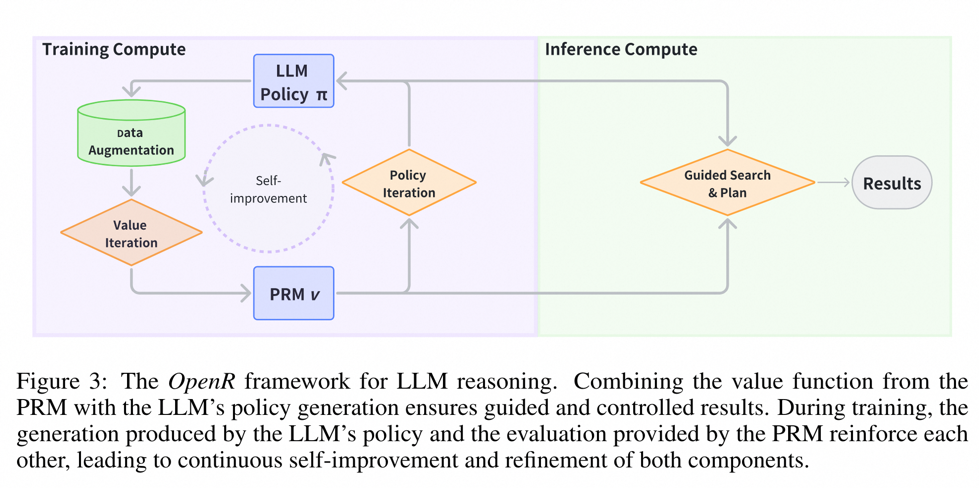 Training Compute
Inference Compute
LLM
Policy π
Data
Augmentation
Self-
improvement
Policy
Iteration
Guided Search
& Plan
Results
Value
Iteration
PRM v
Figure 3: The OpenR framework for LLM reasoning. Combining the value function from the
PRM with the LLM's policy generation ensures guided and controlled results. During training, the
generation produced by the LLM's policy and the evaluation provided by the PRM reinforce each
other, leading to continuous self-improvement and refinement of both components.